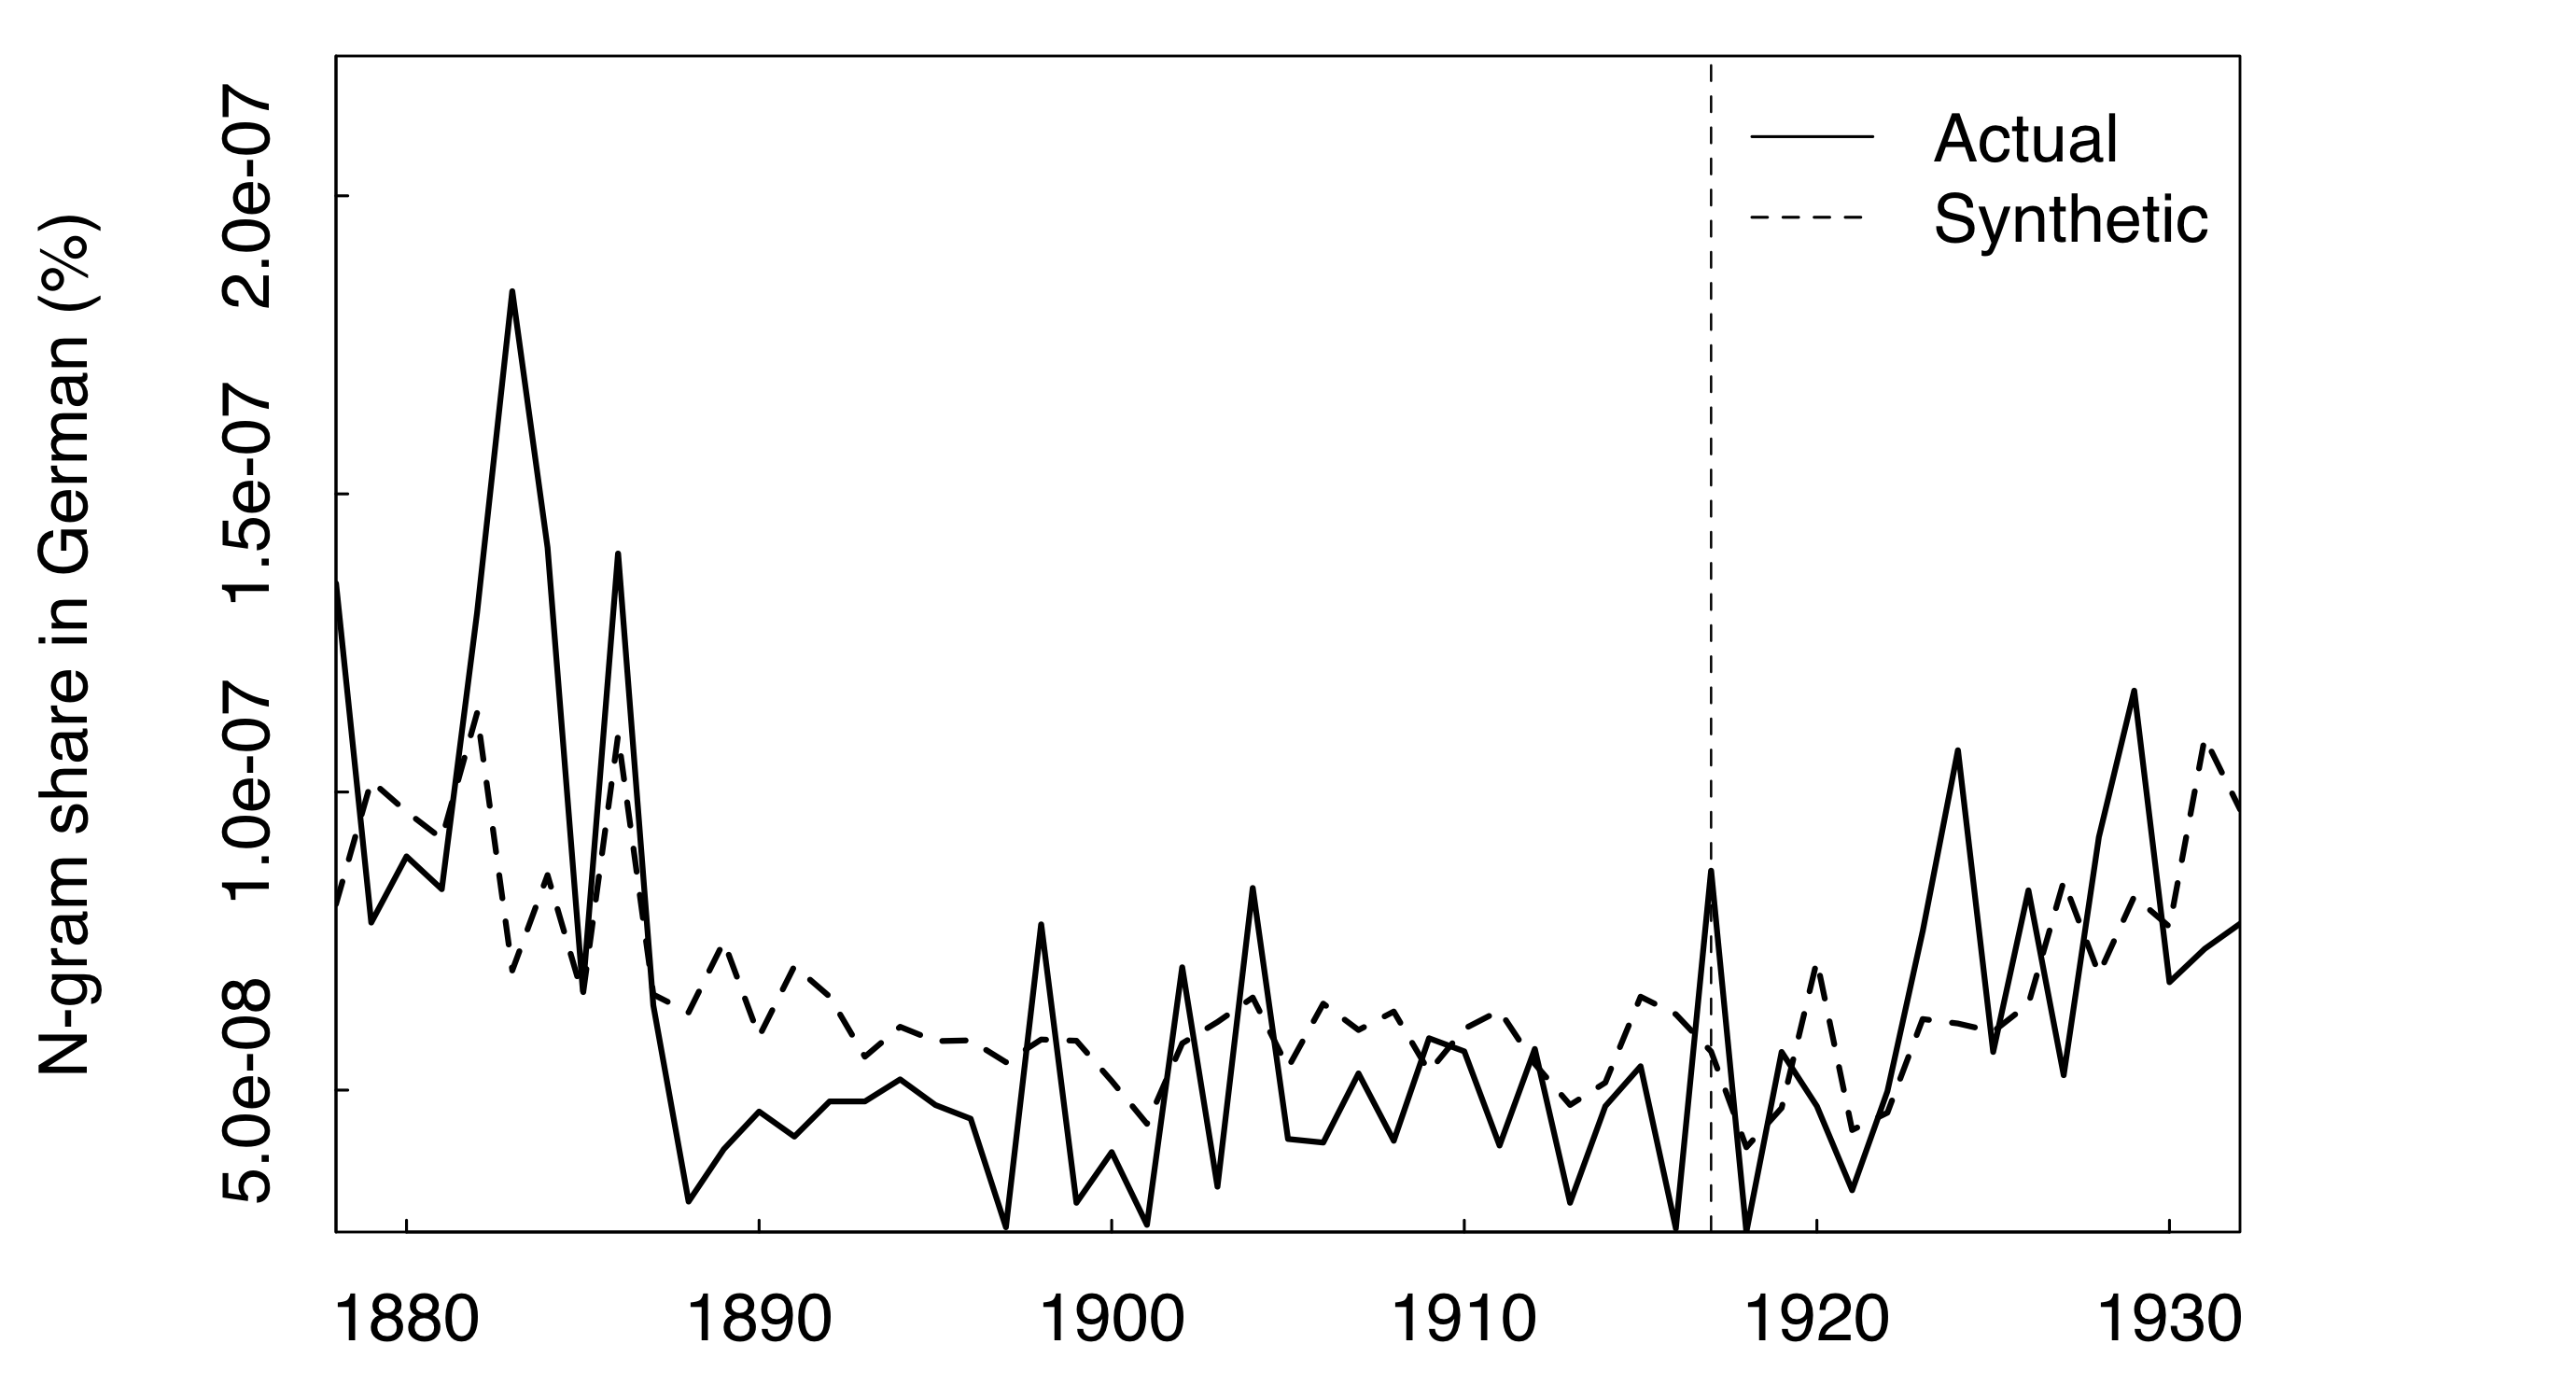 N-gram share in German (%)
2.0e-07
1.5e-07
1.0e-07
5.0e-08
Actual
Synthetic
1880 1890 1900 1910 1920 1930